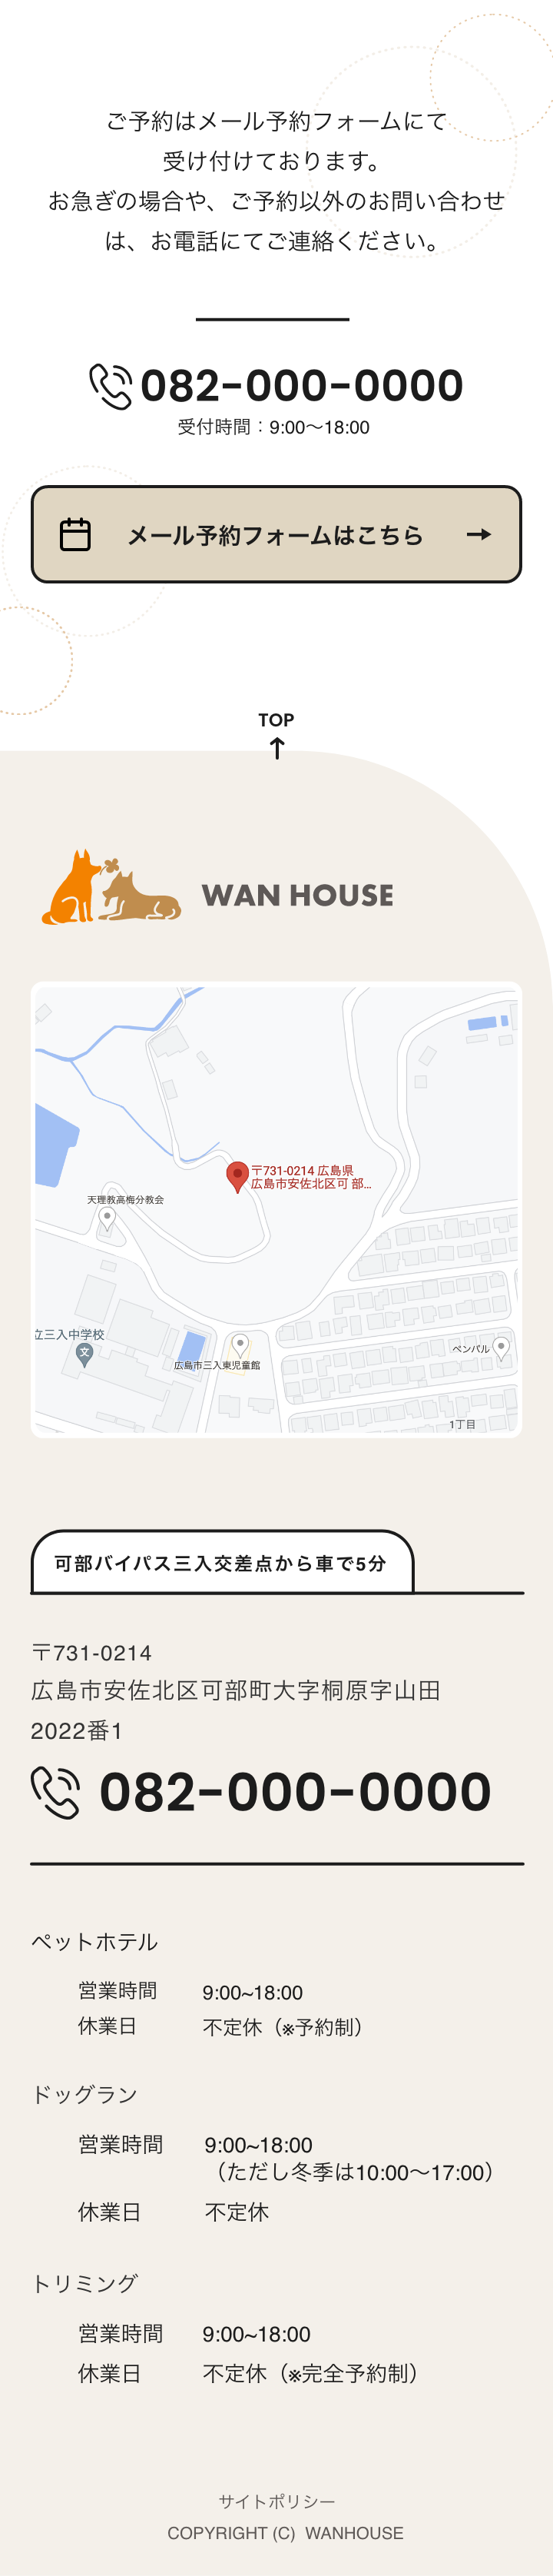 ご予約はメール予約フォームにて
受け付けております。
お急ぎの場合や、ご予約以外のお問い合わせ
は、お電話にてご連絡ください。
082-000-0000
受付時間：9:00〜18:00
メール予約フォームはこちら
TOP
WAN HOUSE
〒731-0214 広島県
広島市安佐北区可 部...
天理教高梅分教会
立三入中学校
文
広島市三入東児童館
ペンパル
1丁目
可部バイパス三入交差点から車で5分
〒731-0214
広島市安佐北区可部町大字桐原字山田
2022番1
082-000-0000
ペットホテル
営業時間 9:00~18:00
休業日 不定休（※予約制）
ドッグラン
営業時間 9:00~18:00
（ただし冬季は10:00〜17:00）
休業日 不定休
トリミング
営業時間 9:00~18:00
休業日 不定休（※完全予約制）
サイトポリシー
COPYRIGHT (C) WANHOUSE